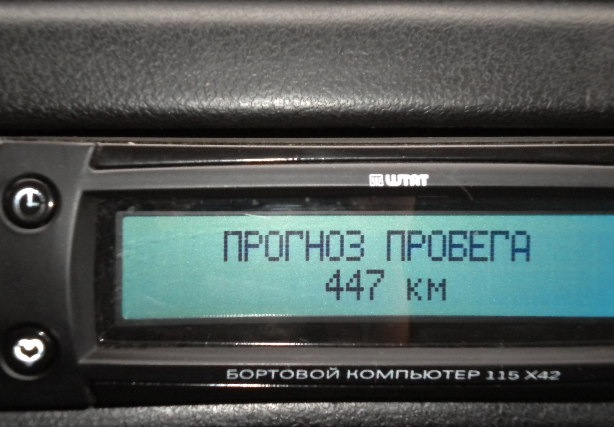 ШТАТ
ПРОГНОЗ ПРОБЕГА
447 км
БОРТОВОЙ КОМПЬЮТЕР 115 X42